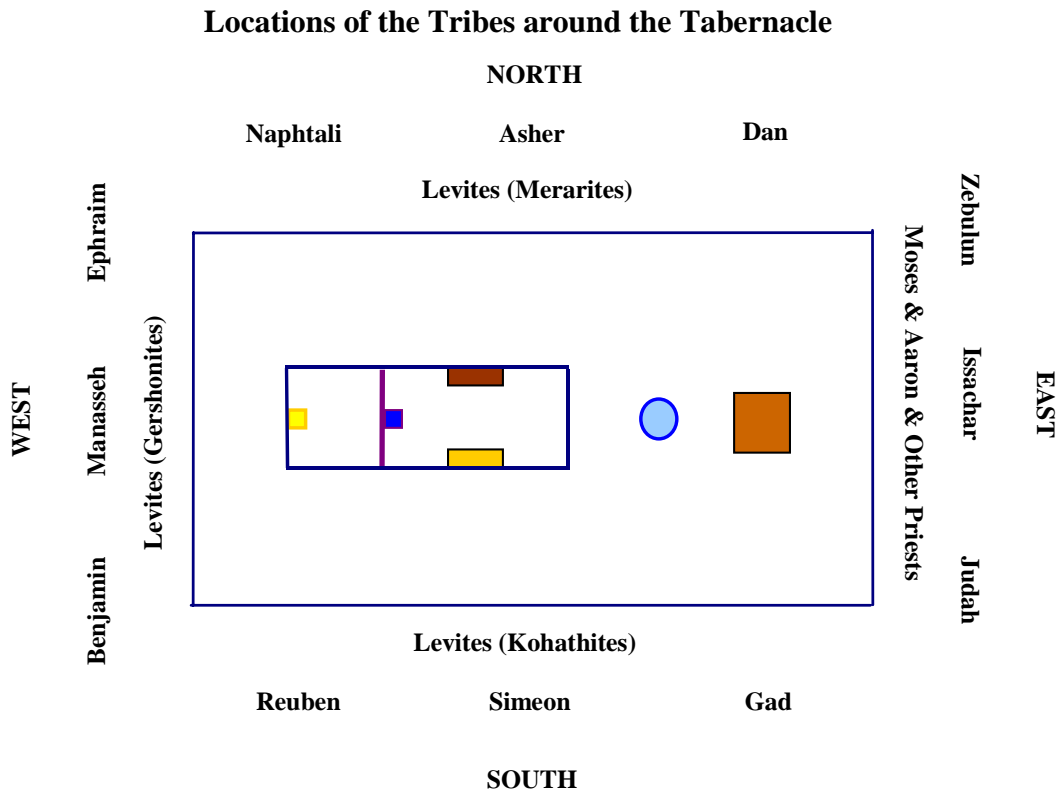 Locations of the Tribes around the Tabernacle
NORTH
Naphtali
Asher
Dan
Levites (Merarites)
WEST
Ephraim
Manasseh
Benjamin
Levites (Gershonites)
Moses & Aaron & Other Priests
Zebulun
Issachar
Judah
EAST
Levites (Kohathites)
Reuben
Simeon
Gad
SOUTH